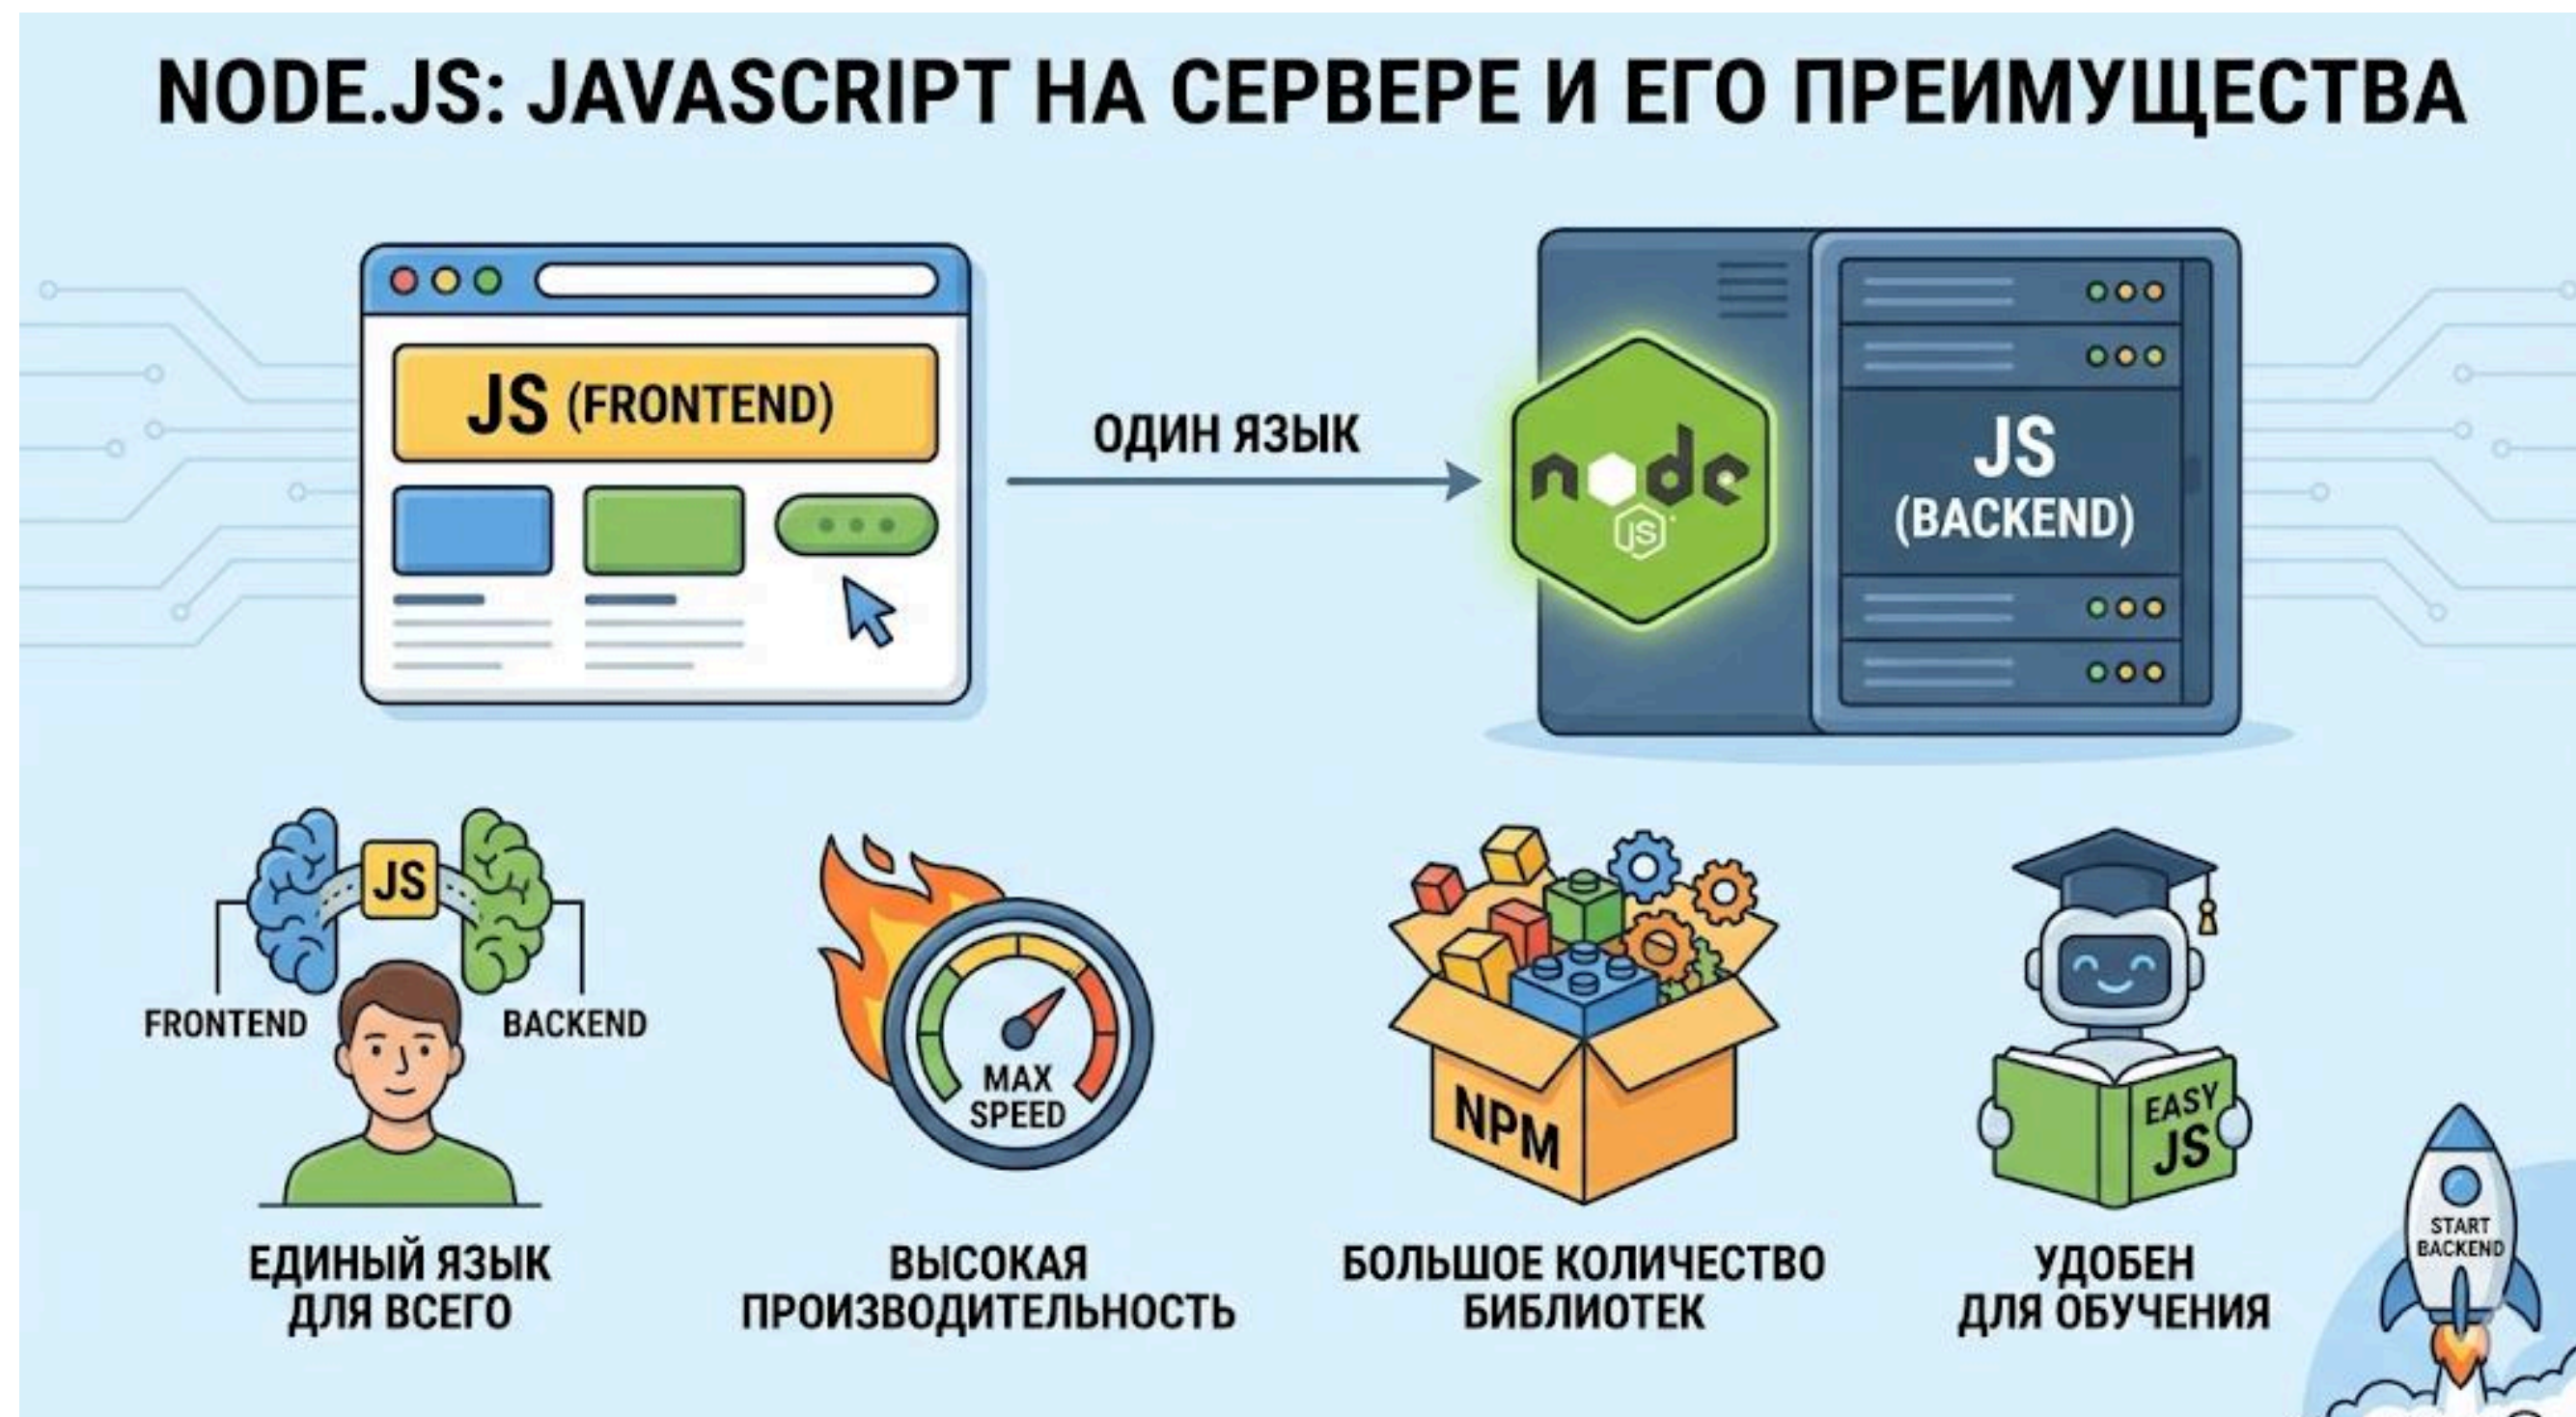 NODE.JS: JAVASCRIPT НА СЕРВЕРЕ И ЕГО ПРЕИМУЩЕСТВА
JS (FRONTEND)
ОДИН ЯЗЫК
node
JS
JS
(BACKEND)
JS
FRONTEND
BACKEND
ЕДИНЫЙ ЯЗЫК
ДЛЯ ВСЕГО
MAX
SPEED
ВЫСОКАЯ
ПРОИЗВОДИТЕЛЬНОСТЬ
NPM
БОЛЬШОЕ КОЛИЧЕСТВО
БИБЛИОТЕК
EASY
JS
УДОБЕН
ДЛЯ ОБУЧЕНИЯ
START
BACKEND